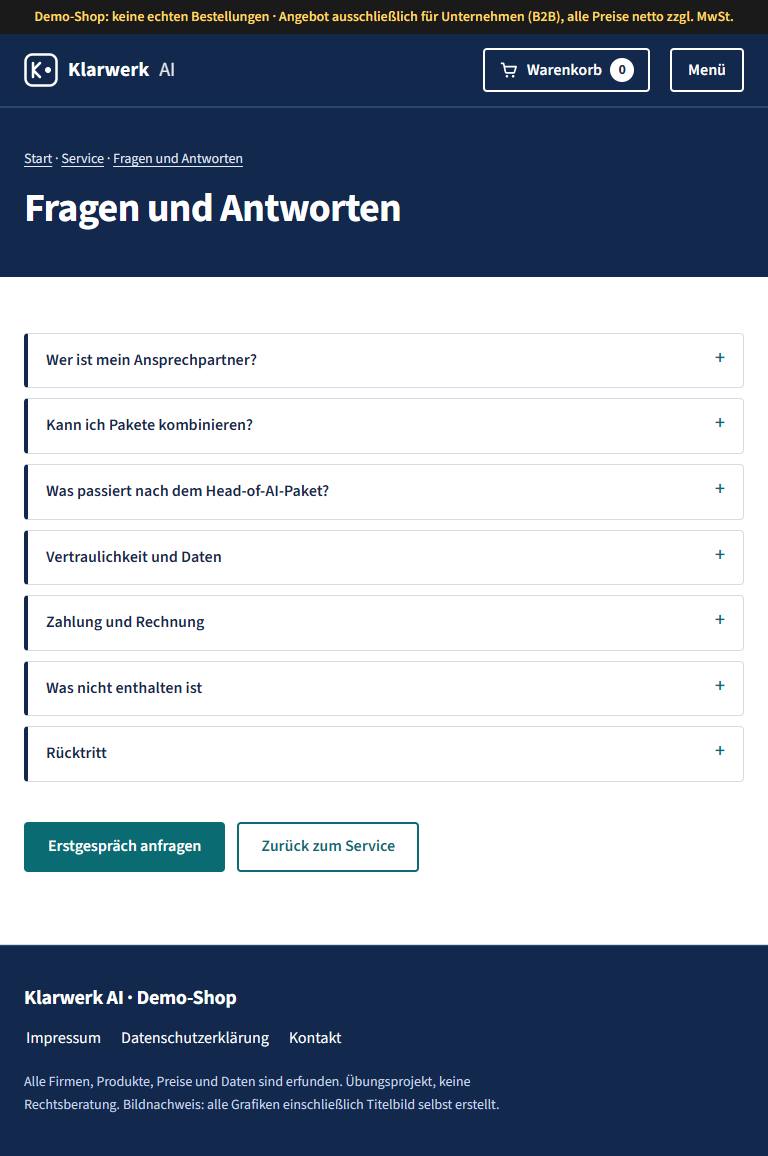 Demo-Shop: keine echten Bestellungen · Angebot ausschließlich für Unternehmen (B2B), alle Preise netto zzgl. MwSt.
Klarwerk AI
Warenkorb 0
Menü
Start · Service · Fragen und Antworten
Fragen und Antworten
Wer ist mein Ansprechpartner? +
Kann ich Pakete kombinieren? +
Was passiert nach dem Head-of-AI-Paket? +
Vertraulichkeit und Daten +
Zahlung und Rechnung +
Was nicht enthalten ist +
Rücktritt +
Erstgespräch anfragen
Zurück zum Service
Klarwerk AI · Demo-Shop
Impressum Datenschutzerklärung Kontakt
Alle Firmen, Produkte, Preise und Daten sind erfunden. Übungsprojekt, keine
Rechtsberatung. Bildnachweis: alle Grafiken einschließlich Titelbild selbst erstellt.